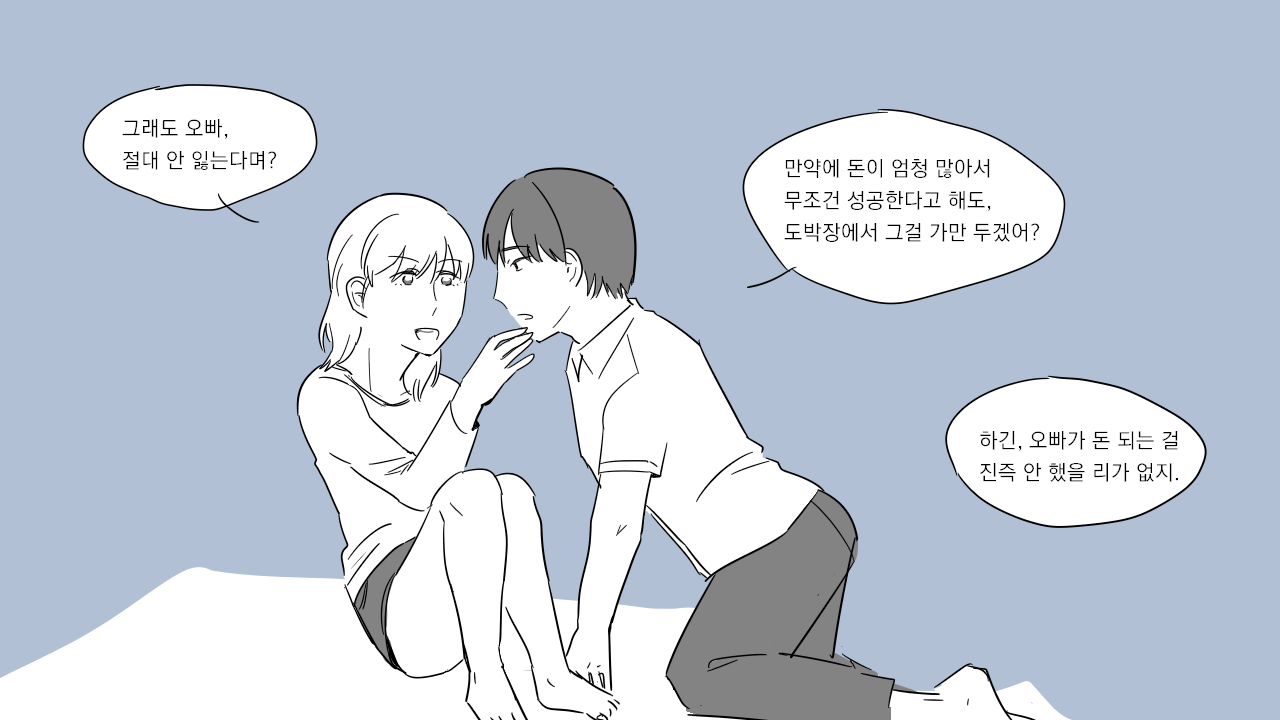 그래도 오빠,
절대 안 잃는다며?
만약에 돈이 엄청 많아서
무조건 성공한다고 해도,
도박장에서 그걸 가만 두겠어?
하긴, 오빠가 돈 되는 걸
진즉 안 했을 리가 없지.